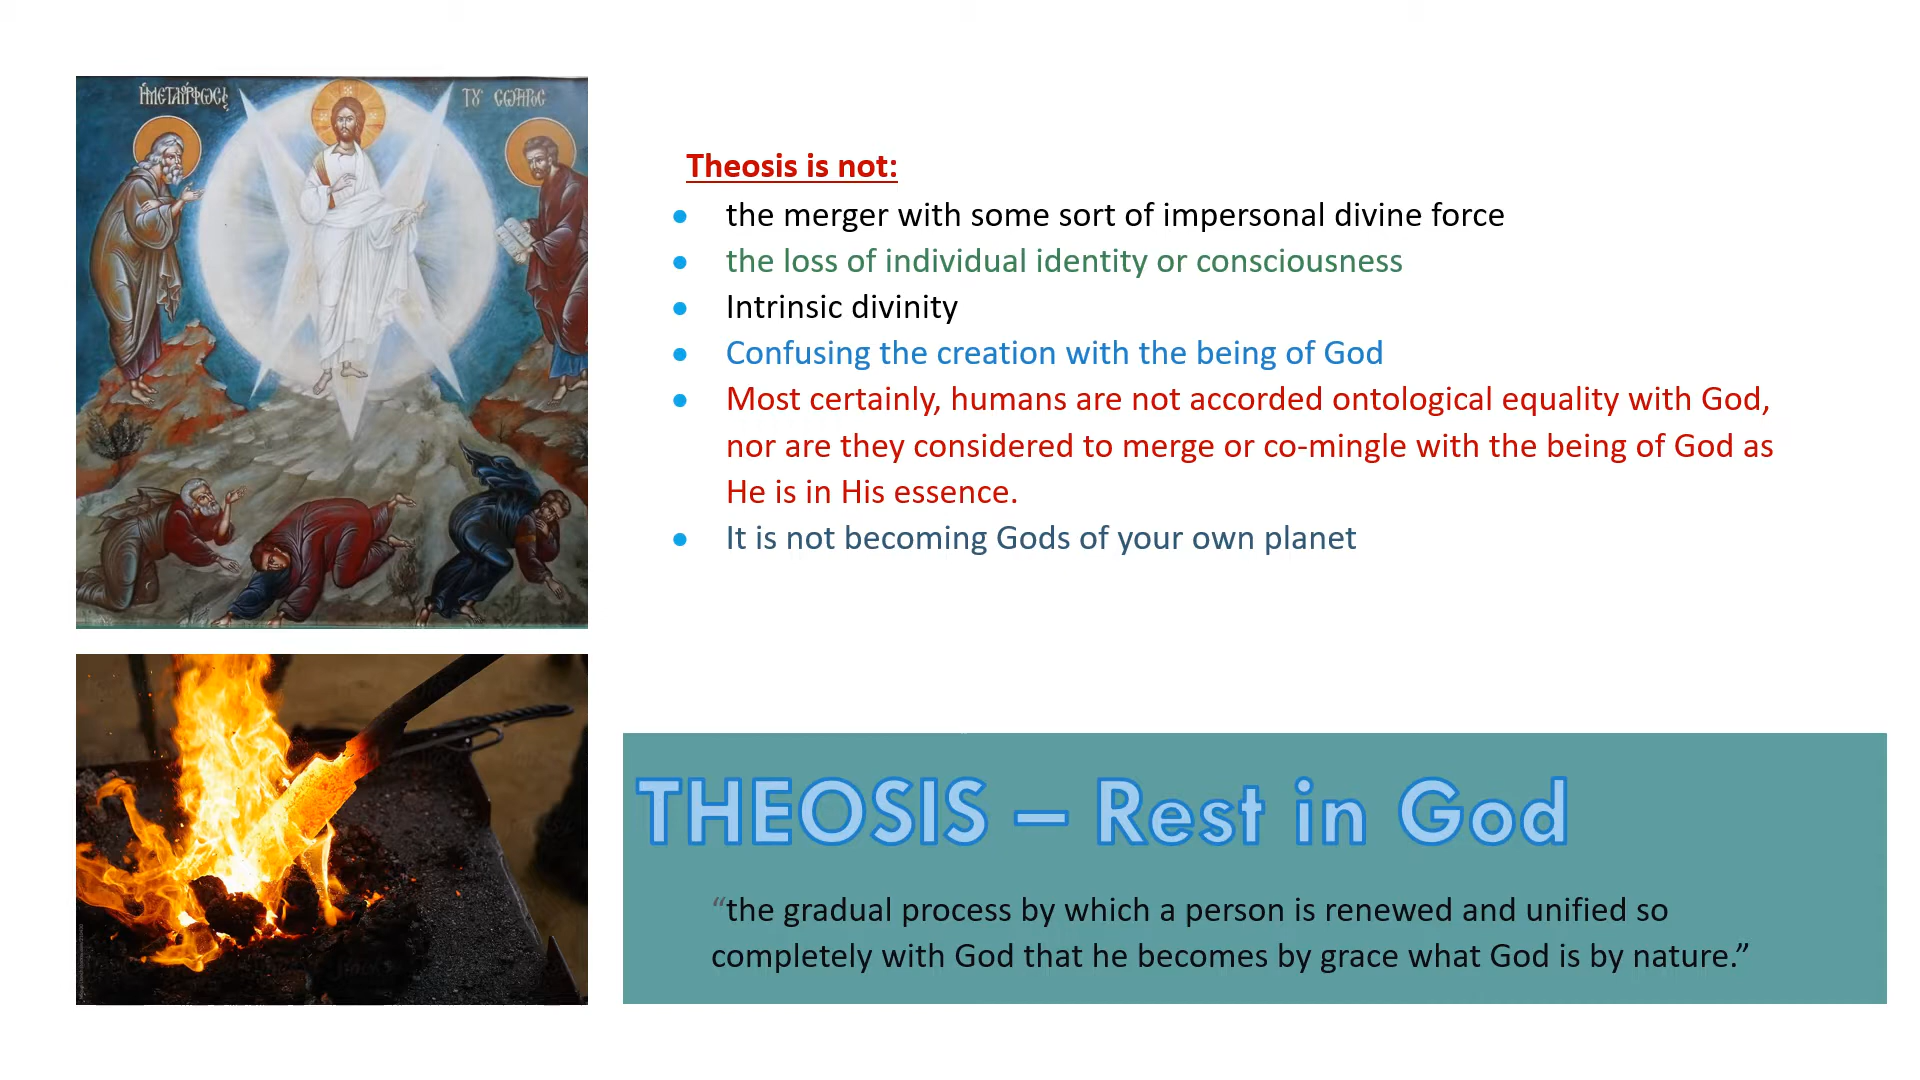 ἩΜΕΤΑΜΌΡΦΩCΙC ΤȢ͂ CΩΤΗ͂ΡΟC
Theosis is not:
the merger with some sort of impersonal divine force
the loss of individual identity or consciousness
Intrinsic divinity
Confusing the creation with the being of God
Most certainly, humans are not accorded ontological equality with God,
nor are they considered to merge or co-mingle with the being of God as
He is in His essence.
It is not becoming Gods of your own planet
THEOSIS – Rest in God
“the gradual process by which a person is renewed and unified so
completely with God that he becomes by grace what God is by nature.”